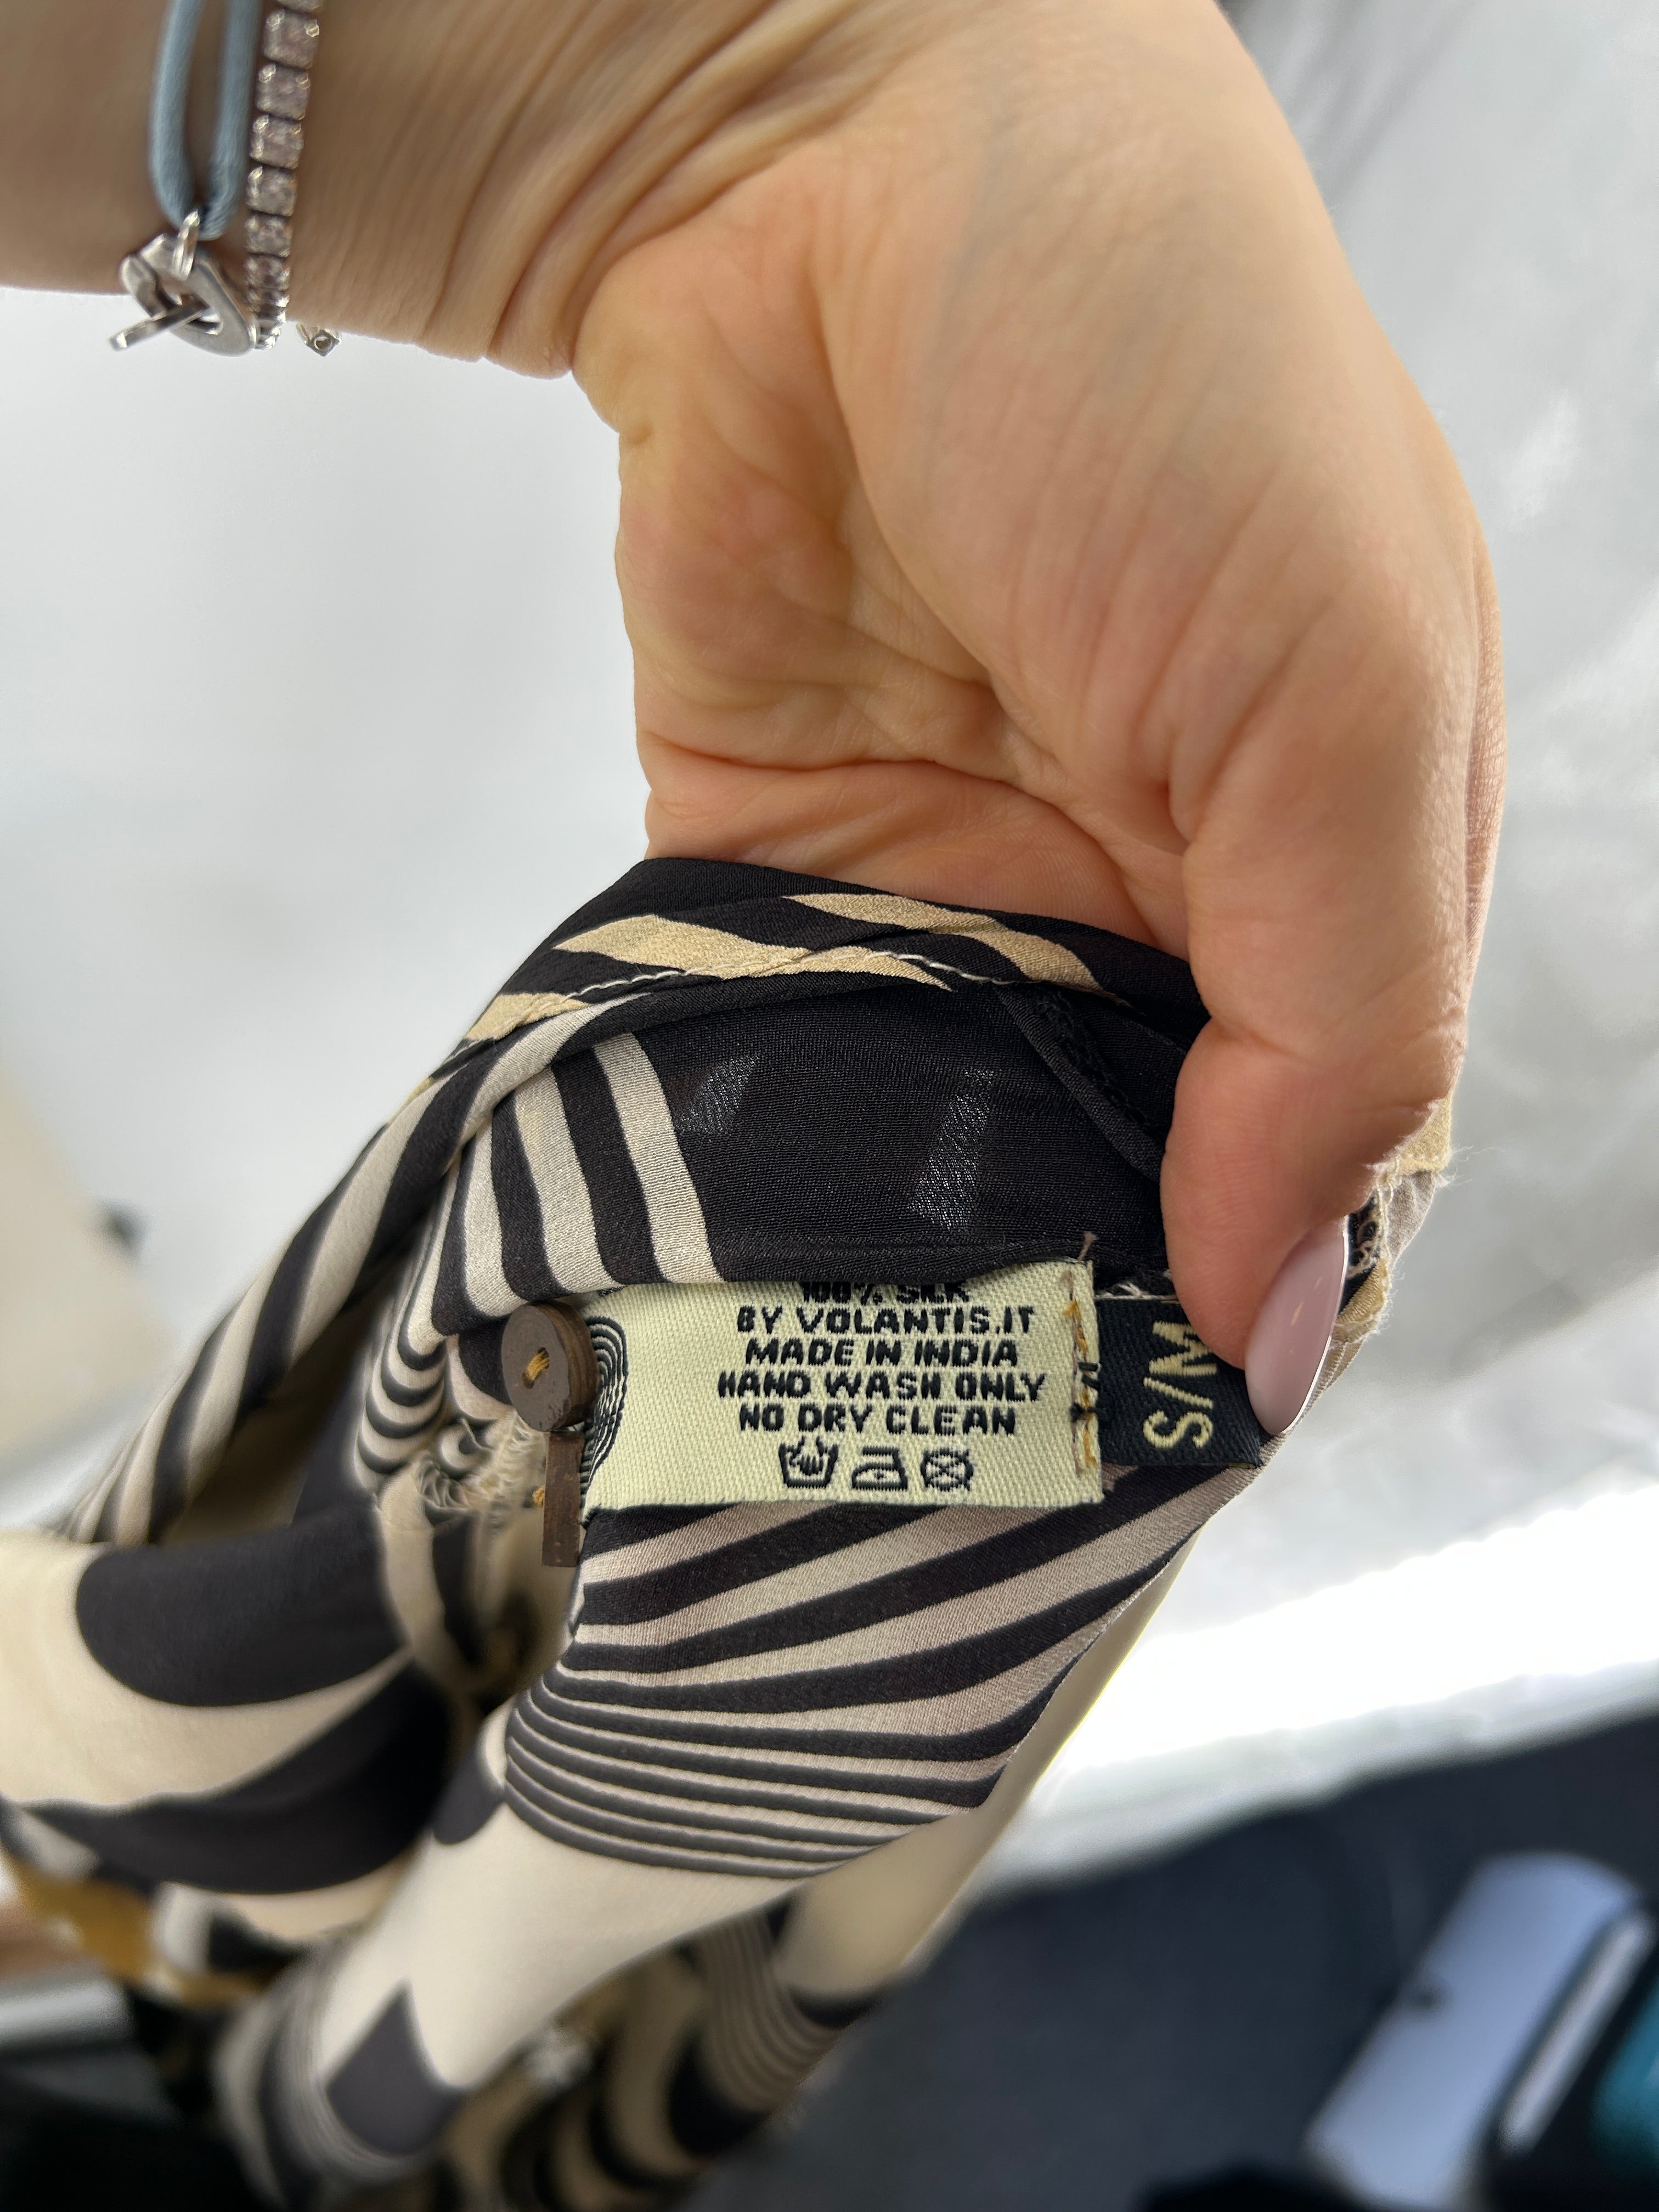 100% SILK
BY VOLANTIS.IT
MADE IN INDIA
HAND WASH ONLY
NO DRY CLEAN
S/M